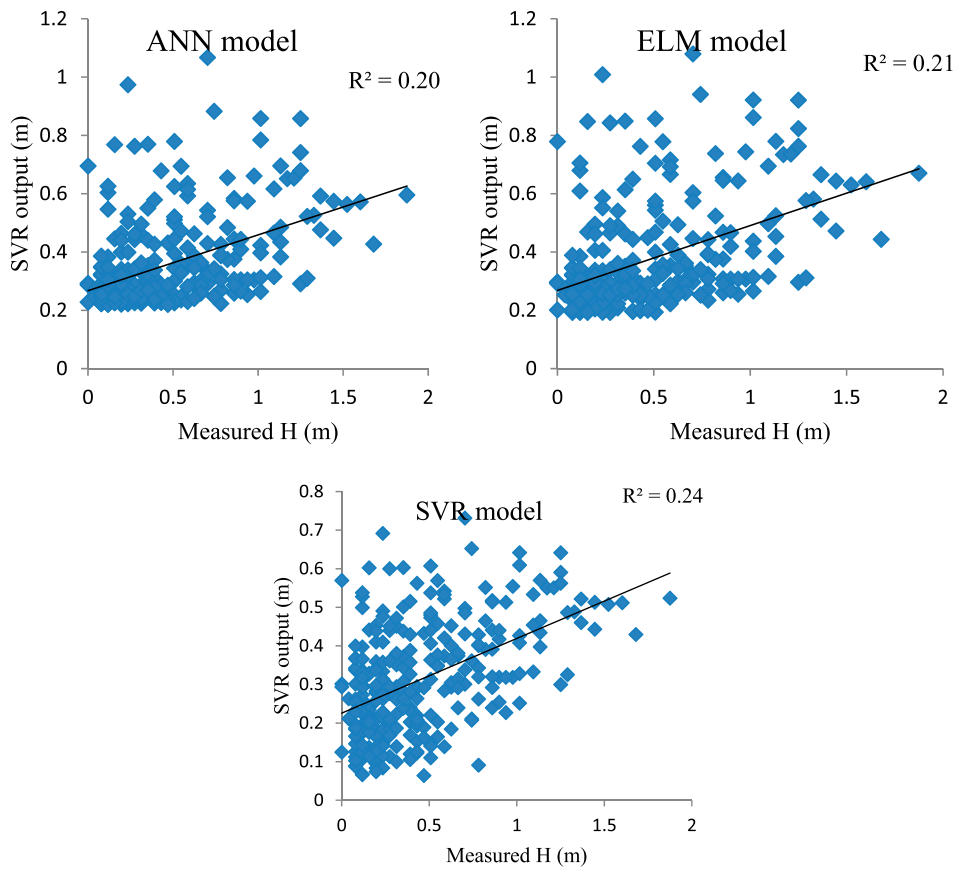 ANN model
R² = 0.20
1.2
1
0.8
0.6
0.4
0.2
0
SVR output (m)
0 0.5 1 1.5 2
Measured H (m)
ELM model
R² = 0.21
1.2
1
0.8
0.6
0.4
0.2
0
SVR output (m)
0 0.5 1 1.5 2
Measured H (m)
SVR model
R² = 0.24
0.8
0.7
0.6
0.5
0.4
0.3
0.2
0.1
0
SVR output (m)
0 0.5 1 1.5 2
Measured H (m)